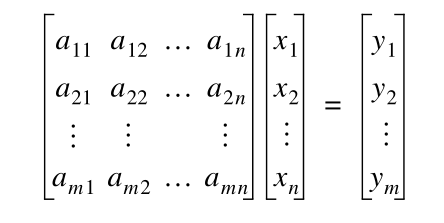 a11 a12 … a1n x1 y1
a21 a22 … a2n x2 = y2
⋮ ⋮ ⋮ ⋮ ⋮
am1 am2 … amn xn ym